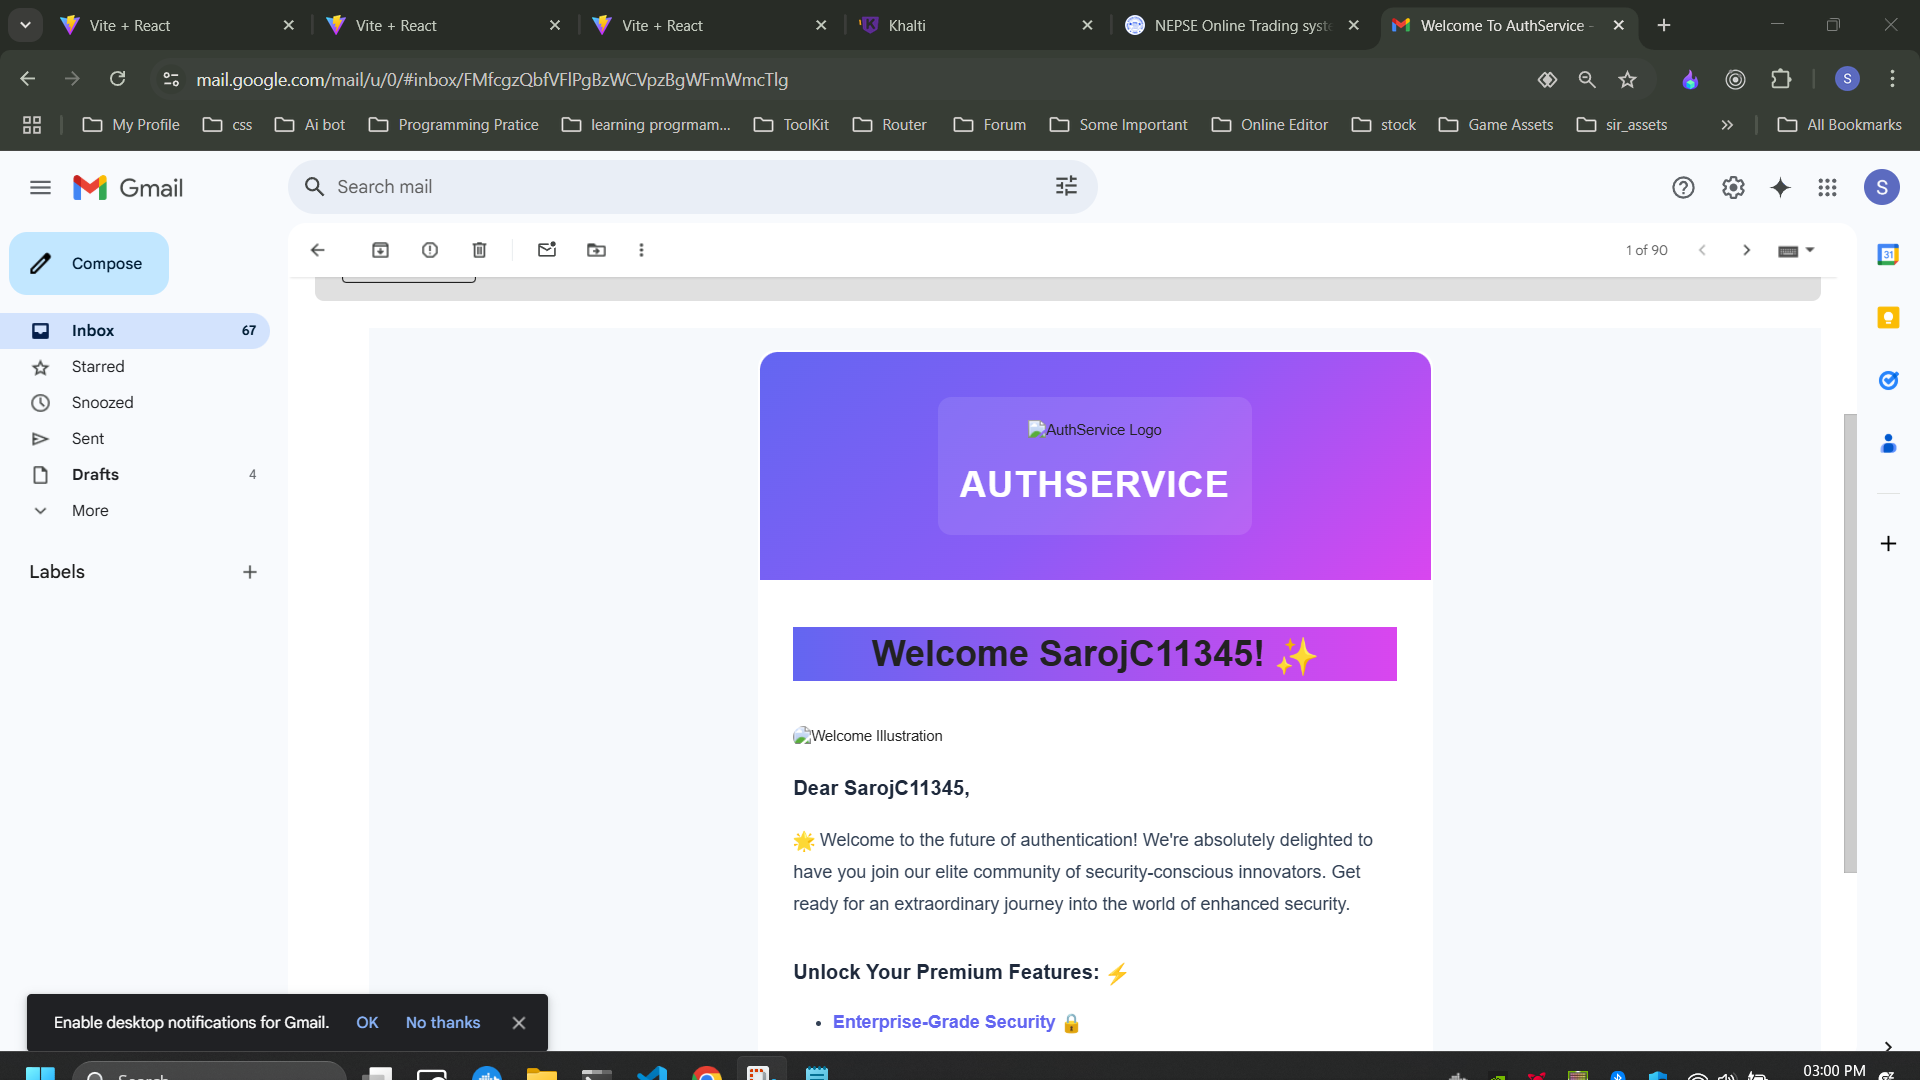 Vite + React
Vite + React
Vite + React
Khalti
NEPSE Online Trading syste
Welcome To AuthService -
mail.google.com/mail/u/0/#inbox/FMfcgzQbfVFlPgBzWCVpzBgWFmWmcTlg
S
My Profile
css
Ai bot
Programming Pratice
learning progrmam...
ToolKit
Router
Forum
Some Important
Online Editor
stock
Game Assets
sir_assets
All Bookmarks
Gmail
Search mail
S
Compose
1 of 90
31
Inbox 67
Starred
Snoozed
Sent
Drafts 4
More
Labels
AuthService Logo
AUTHSERVICE
Welcome SarojC11345! ✨
Welcome Illustration
Dear SarojC11345,
🌟 Welcome to the future of authentication! We're absolutely delighted to
have you join our elite community of security-conscious innovators. Get
ready for an extraordinary journey into the world of enhanced security.
Unlock Your Premium Features: ⚡
• Enterprise-Grade Security 🔒
Enable desktop notifications for Gmail. OK No thanks
Search
03:00 PM